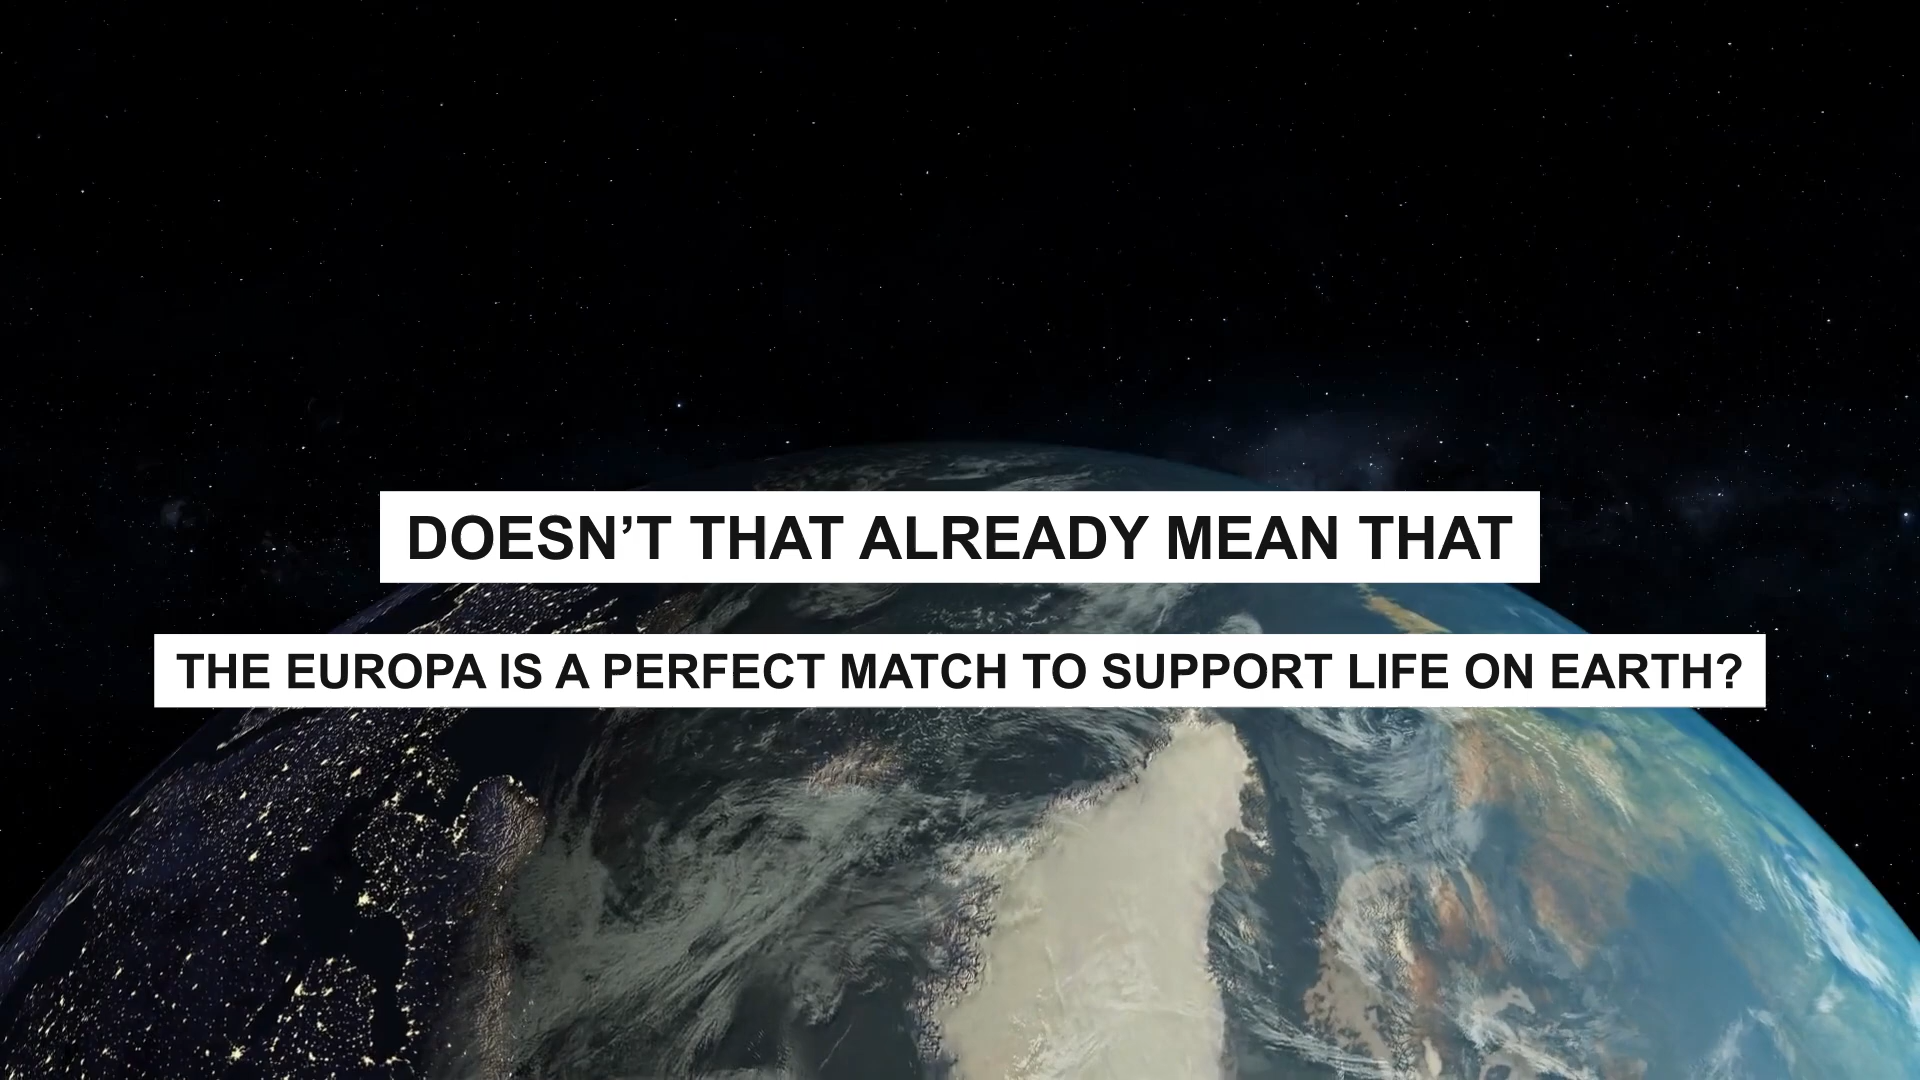 DOESN’T THAT ALREADY MEAN THAT
THE EUROPA IS A PERFECT MATCH TO SUPPORT LIFE ON EARTH?